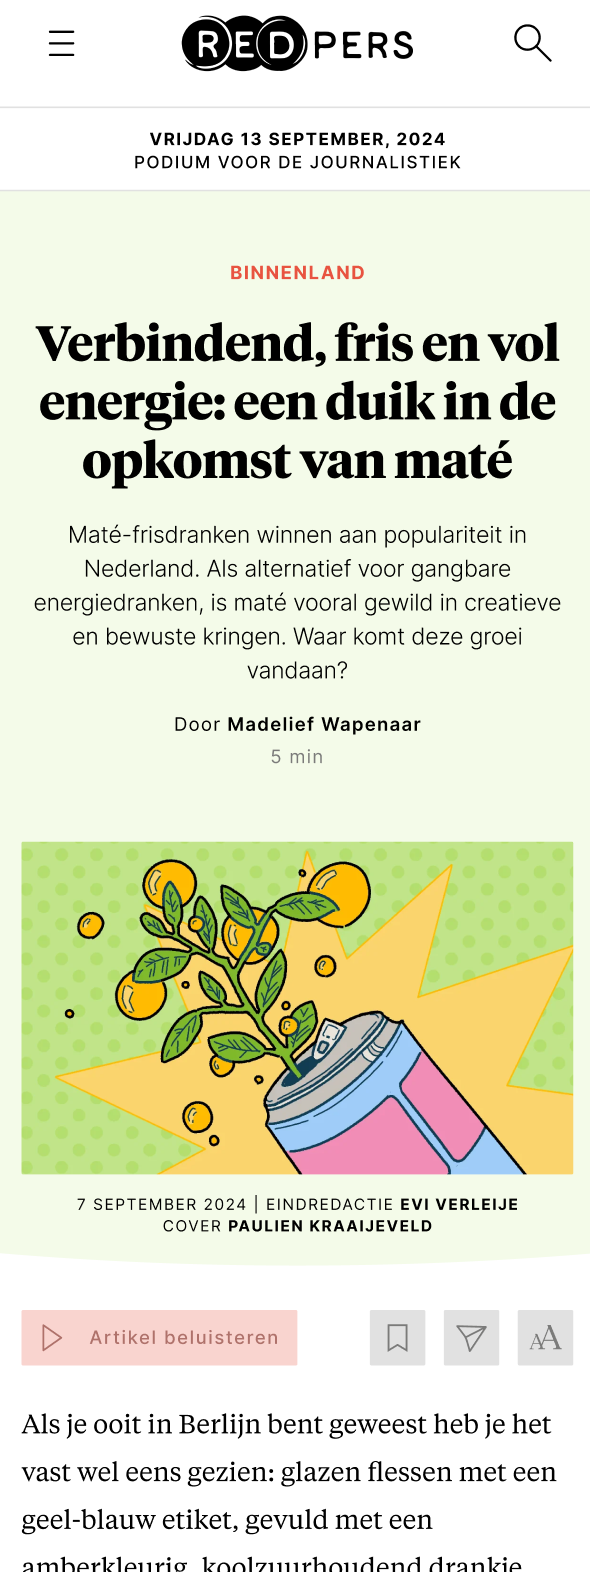 REDPERS
VRIJDAG 13 SEPTEMBER, 2024
PODIUM VOOR DE JOURNALISTIEK
BINNENLAND
Verbindend, fris en vol
energie: een duik in de
opkomst van maté
Maté-frisdranken winnen aan populariteit in
Nederland. Als alternatief voor gangbare
energiedranken, is maté vooral gewild in creatieve
en bewuste kringen. Waar komt deze groei
vandaan?
Door Madelief Wapenaar
5 min
7 SEPTEMBER 2024 | EINDREDACTIE EVI VERLEIJE
COVER PAULIEN KRAAIJEVELD
Artikel beluisteren
AA
Als je ooit in Berlijn bent geweest heb je het
vast wel eens gezien: glazen flessen met een
geel-blauw etiket, gevuld met een
amberkleurig, koolzuurhoudend drankje